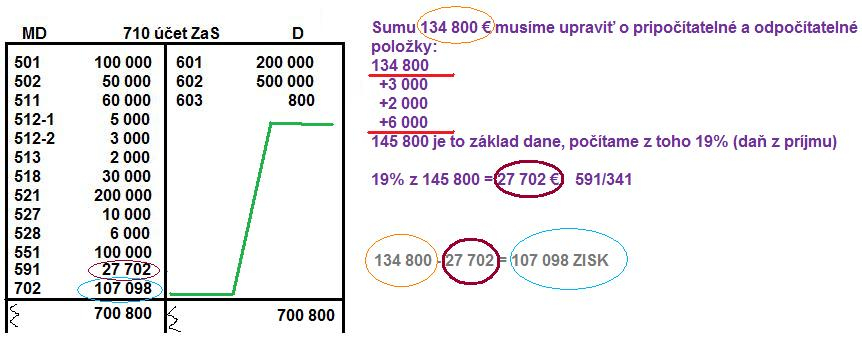 MD 710 účet ZaS D
501 100 000 601 200 000
502 50 000 602 500 000
511 60 000 603 800
512-1 5 000
512-2 3 000
513 2 000
518 30 000
521 200 000
527 10 000
528 6 000
551 100 000
591 27 702
702 107 098
700 800 700 800
Sumu 134 800 € musíme upraviť o pripočítatelné a odpočítatelné
položky:
134 800
+3 000
+2 000
+6 000
145 800 je to základ dane, počítame z toho 19% (daň z príjmu)
19% z 145 800 = 27 702 € 591/341
134 800 - 27 702 = 107 098 ZISK